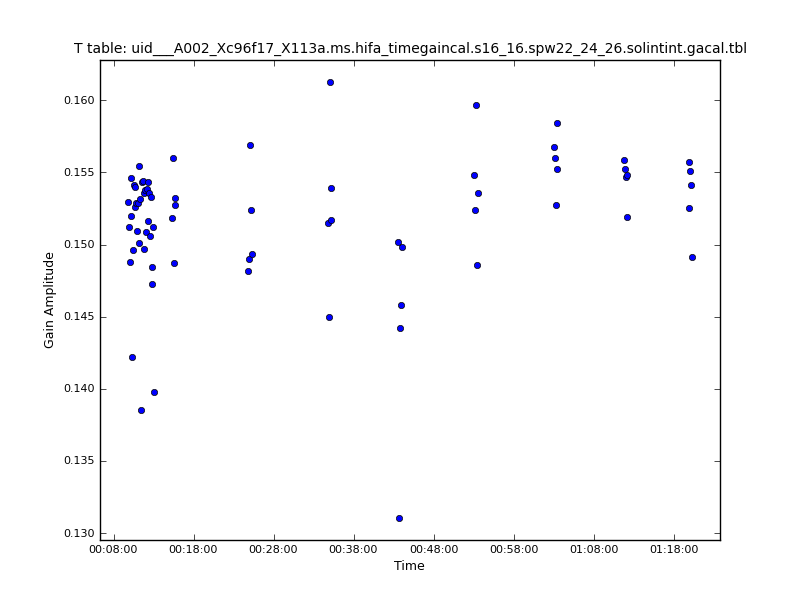 T table: uid___A002_Xc96f17_X113a.ms.hifa_timegaincal.s16_16.spw22_24_26.solintint.gacal.tbl
0.160
0.155
0.150
0.145
0.140
0.135
0.130
Gain Amplitude
00:08:00 00:18:00 00:28:00 00:38:00 00:48:00 00:58:00 01:08:00 01:18:00
Time